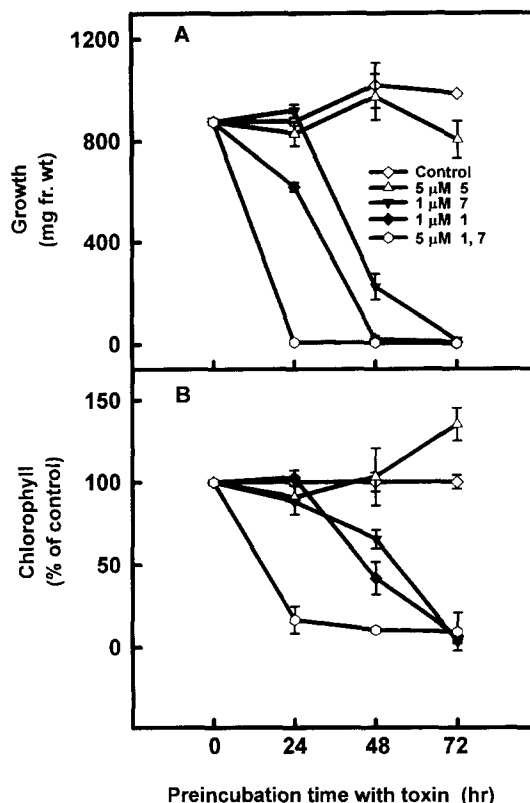 A
1200
800
400
0
Growth
(mg fr. wt)
Control
5 μM 5
1 μM 7
1 μM 1
5 μM 1, 7
B
150
100
50
0
Chlorophyll
(% of control)
0 24 48 72
Preincubation time with toxin (hr)